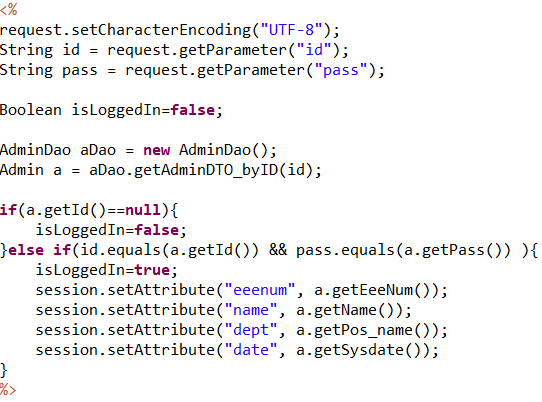 <%
request.setCharacterEncoding("UTF-8");
String id = request.getParameter("id");
String pass = request.getParameter("pass");
Boolean isLoggedIn=false;
AdminDao aDao = new AdminDao();
Admin a = aDao.getAdminDTO_byID(id);
if(a.getId()==null){
    isLoggedIn=false;
}else if(id.equals(a.getId()) && pass.equals(a.getPass()) ){
    isLoggedIn=true;
    session.setAttribute("eeenum", a.getEeeNum());
    session.setAttribute("name", a.getName());
    session.setAttribute("dept", a.getPos_name());
    session.setAttribute("date", a.getSysdate());
}
%>